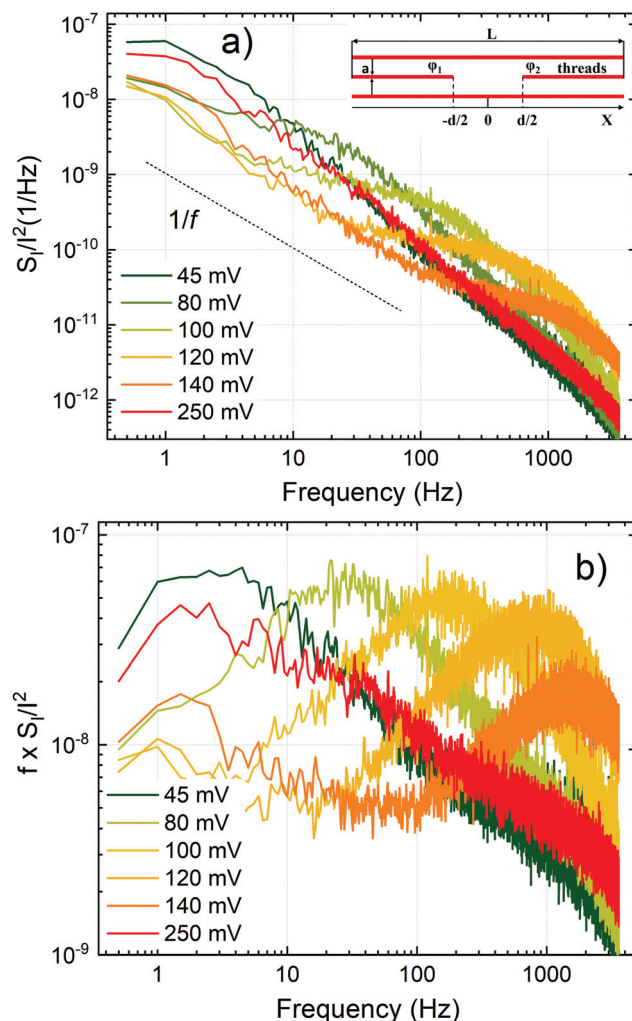 a)
L
a
φ1
φ2
threads
-d/2
0
d/2
X
10^-8
10^-9
10^-10
10^-11
10^-12
S_I/I^2(1/Hz)
1/f
45 mV
80 mV
100 mV
120 mV
140 mV
250 mV
1
10
100
1000
Frequency (Hz)
10^-7
b)
10^-8
10^-9
f x S_I/I^2
45 mV
80 mV
100 mV
120 mV
140 mV
250 mV
1
10
100
1000
Frequency (Hz)